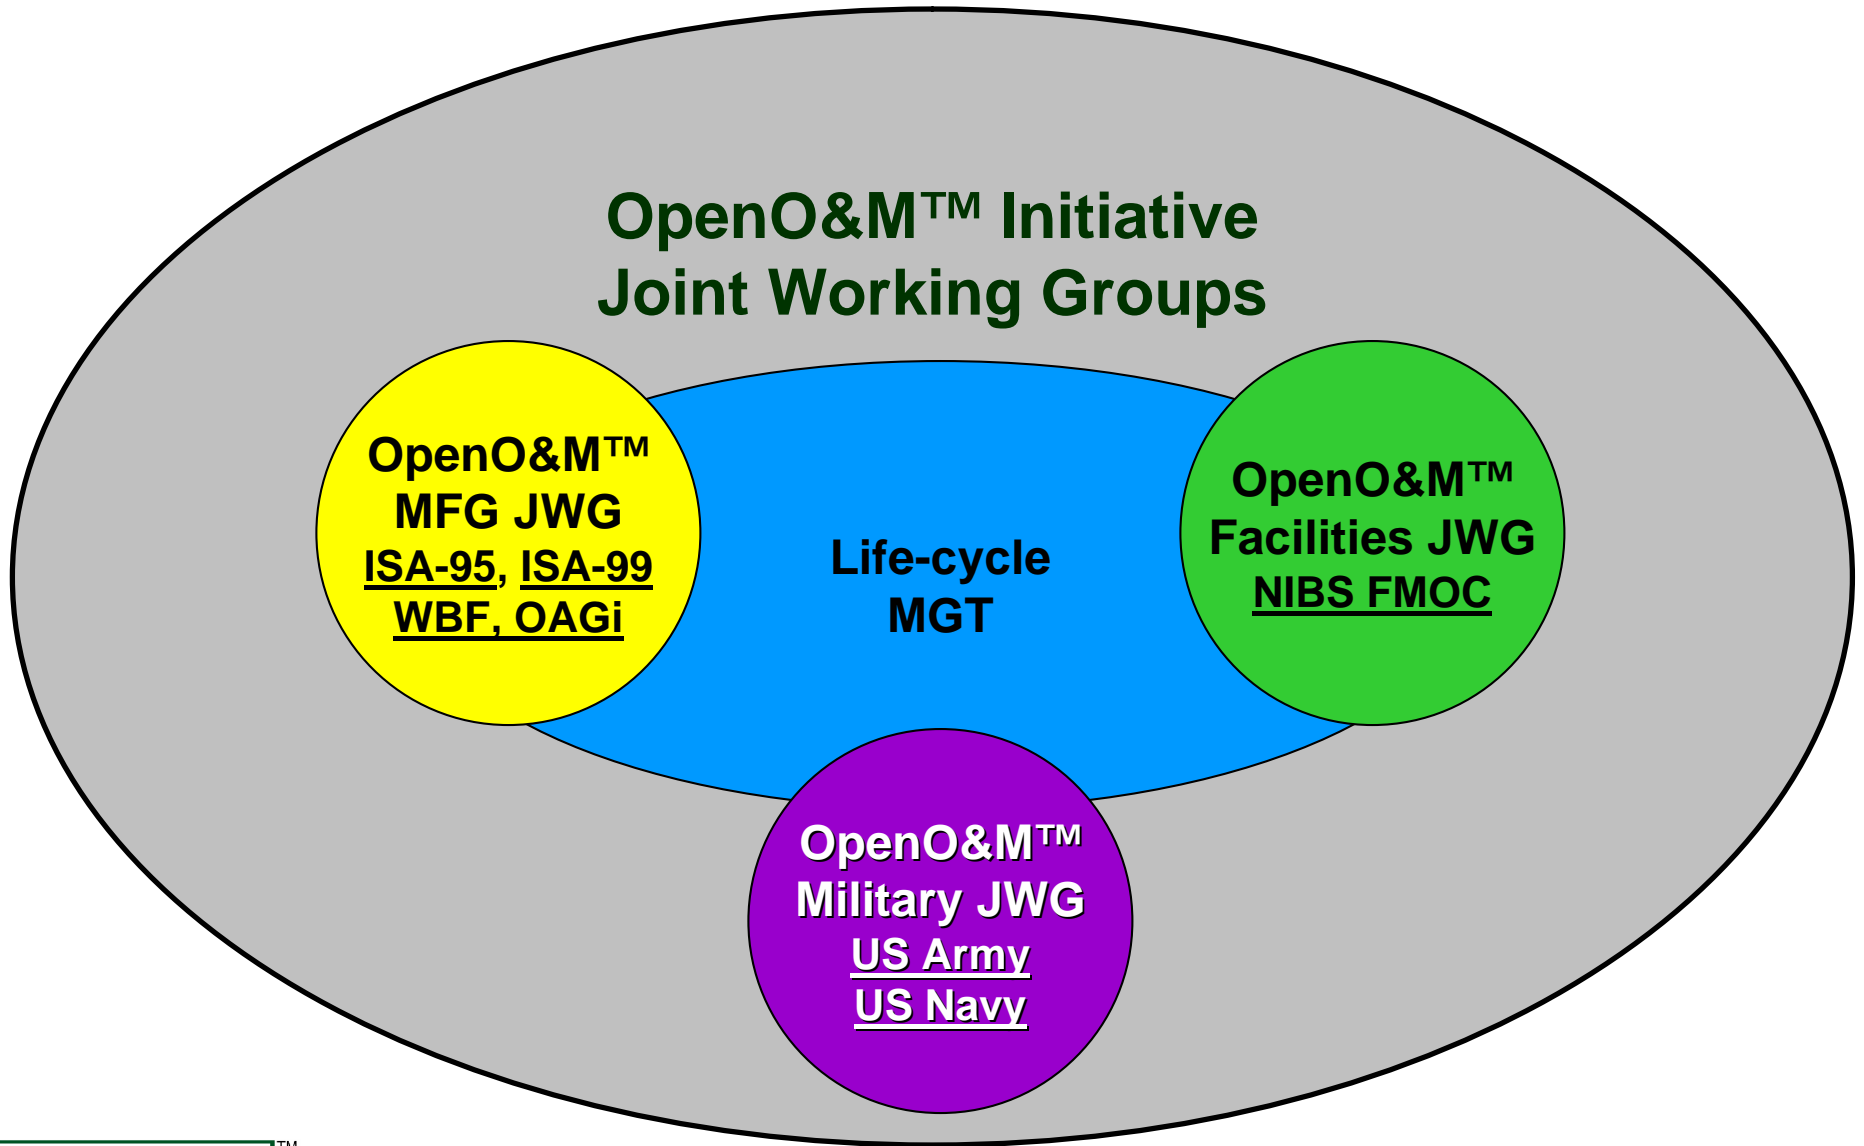 OpenO&M™ Initiative
Joint Working Groups
OpenO&M™
MFG JWG
ISA-95, ISA-99
WBF, OAGi
Life-cycle
MGT
OpenO&M™
Facilities JWG
NIBS FMOC
OpenO&M™
Military JWG
US Army
US Navy
TM